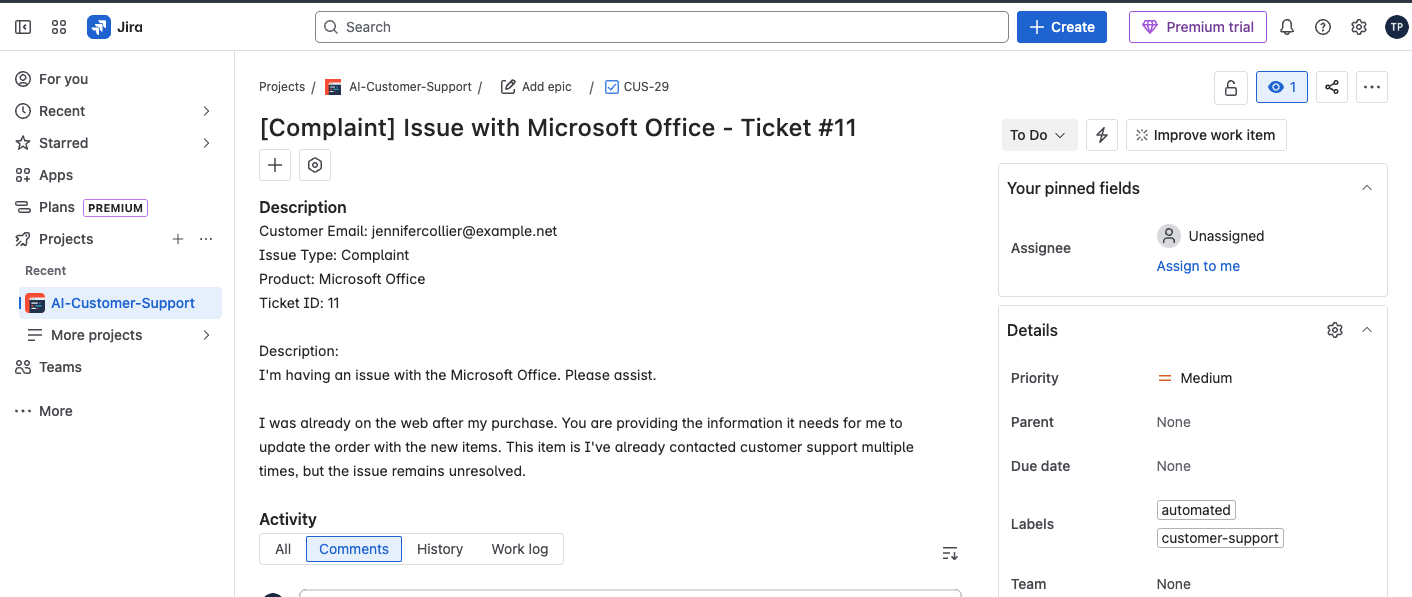 Jira
Search
Create
Premium trial
TP
For you
Recent
Starred
Apps
Plans PREMIUM
Projects
Recent
AI-Customer-Support
More projects
Teams
More
Projects / AI-Customer-Support / Add epic / CUS-29
1
[Complaint] Issue with Microsoft Office - Ticket #11
Description
Customer Email: jennifercollier@example.net
Issue Type: Complaint
Product: Microsoft Office
Ticket ID: 11
Description:
I'm having an issue with the Microsoft Office. Please assist.
I was already on the web after my purchase. You are providing the information it needs for me to
update the order with the new items. This item is I've already contacted customer support multiple
times, but the issue remains unresolved.
Activity
All Comments History Work log
To Do
Improve work item
Your pinned fields
Assignee Unassigned
Assign to me
Details
Priority Medium
Parent None
Due date None
Labels automated
customer-support
Team None